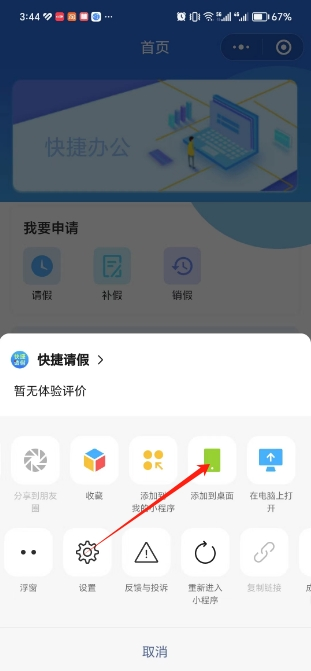 3:44 67%
首页
快捷办公
我要申请
请假 补假 销假
快捷请假
快捷请假 >
暂无体验评价
分享到朋友圈 收藏 添加到我的小程序 添加到桌面 在电脑上打开
浮窗 设置 反馈与投诉 重新进入小程序 复制链接
取消